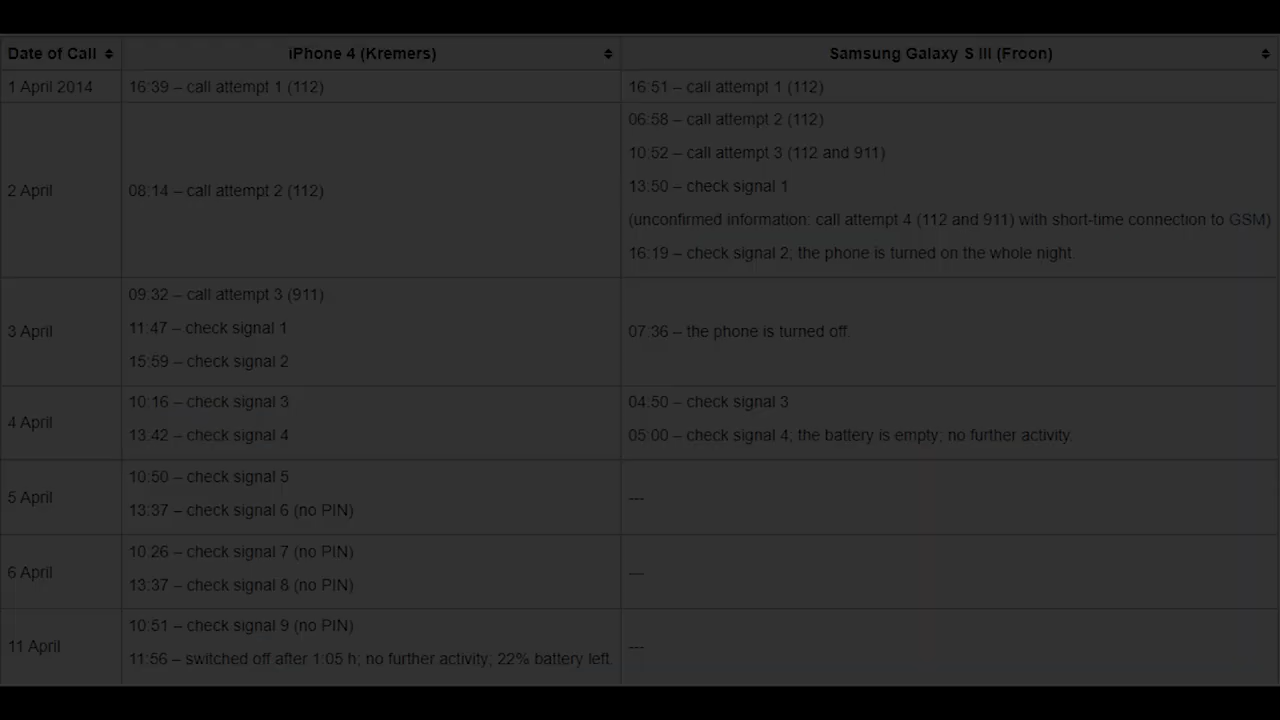 Date of Call iPhone 4 (Kremers) Samsung Galaxy S III (Froon)
1 April 2014 16:39 – call attempt 1 (112) 16:51 – call attempt 1 (112)
2 April 08:14 – call attempt 2 (112) 06:58 – call attempt 2 (112)
10:52 – call attempt 3 (112 and 911)
13:50 – check signal 1
(unconfirmed information: call attempt 4 (112 and 911) with short-time connection to GSM)
16:19 – check signal 2; the phone is turned on the whole night
3 April 09:32 – call attempt 3 (911)
11:47 – check signal 1
15:59 – check signal 2
07:36 – the phone is turned off.
4 April 10:16 – check signal 3
13:42 – check signal 4
04:50 – check signal 3
05:00 – check signal 4; the battery is empty; no further activity.
5 April 10:50 – check signal 5
13:37 – check signal 6 (no PIN)
---
6 April 10:26 – check signal 7 (no PIN)
13:37 – check signal 8 (no PIN)
---
11 April 10:51 – check signal 9 (no PIN)
11:56 – switched off after 1:05 h; no further activity; 22% battery left.
---